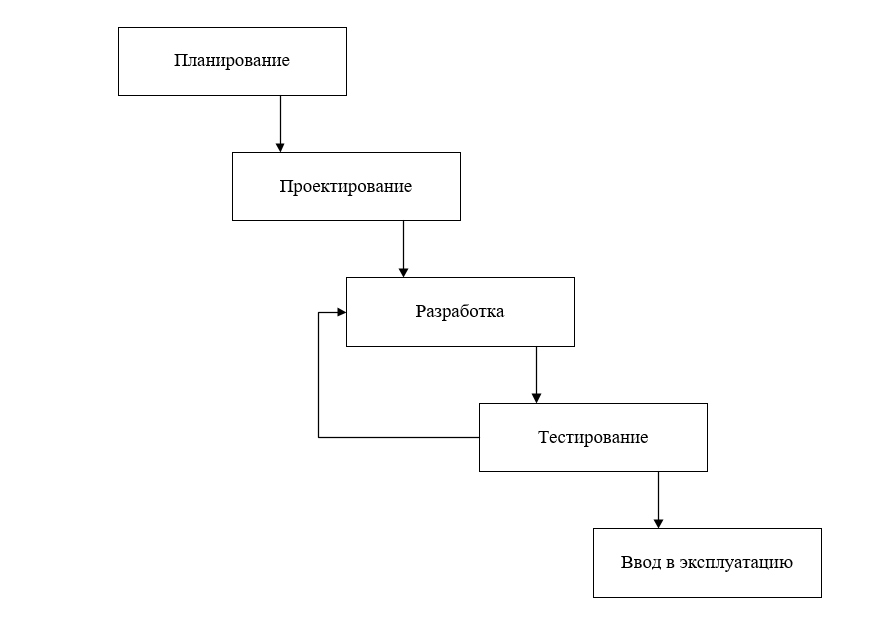 Планирование
Проектирование
Разработка
Тестирование
Ввод в эксплуатацию